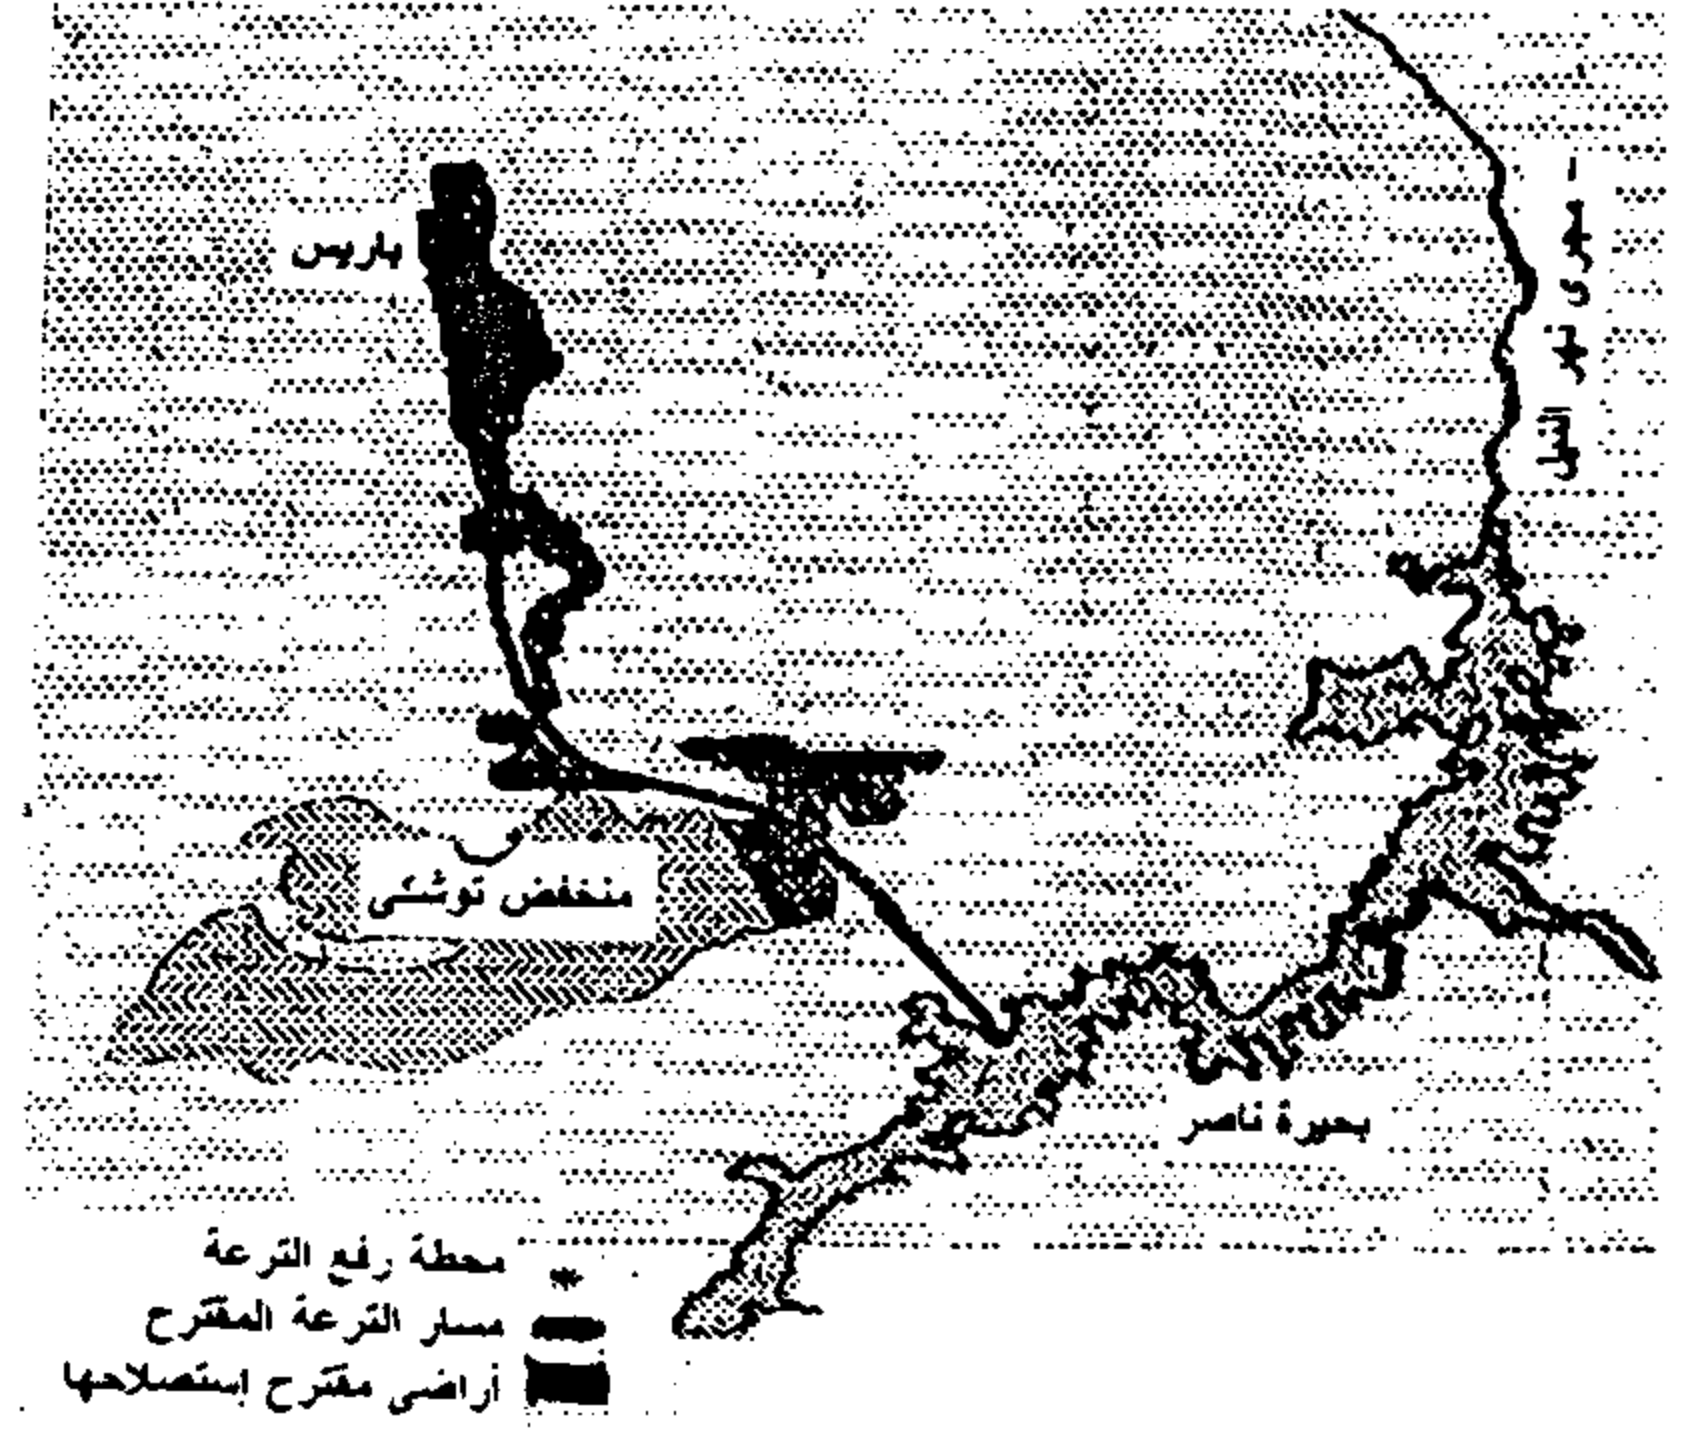 باريس
مجرى نهر النيل
منخفض توشكى
بحيرة ناصر
محطة رفع الترعة
مسار الترعة المقترح
أراضى مقترح إستصلاحها